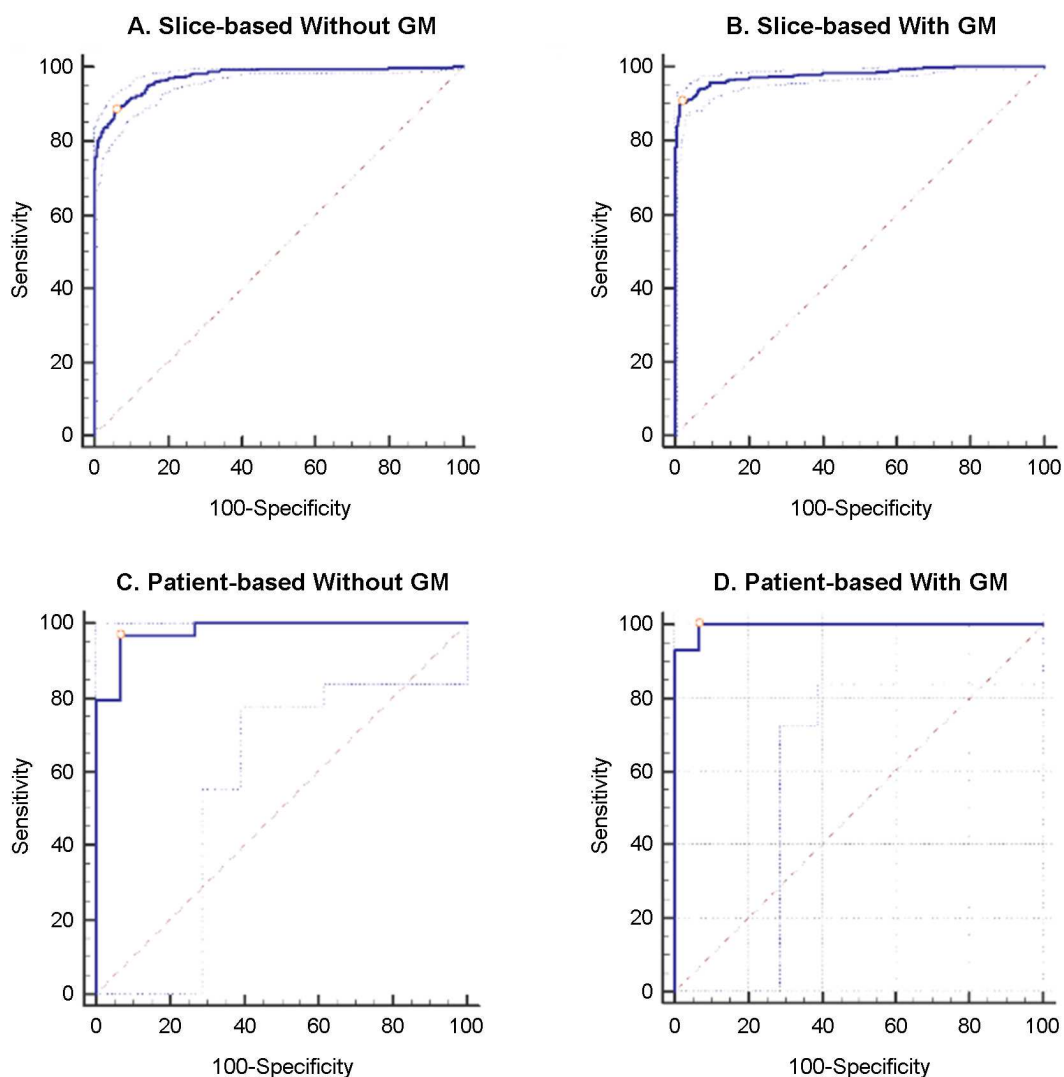 A. Slice-based Without GM
100
80
60
40
20
0
Sensitivity
0 20 40 60 80 100
100-Specificity
B. Slice-based With GM
100
80
60
40
20
0
Sensitivity
0 20 40 60 80 100
100-Specificity
C. Patient-based Without GM
100
80
60
40
20
0
Sensitivity
0 20 40 60 80 100
100-Specificity
D. Patient-based With GM
100
80
60
40
20
0
Sensitivity
0 20 40 60 80 100
100-Specificity